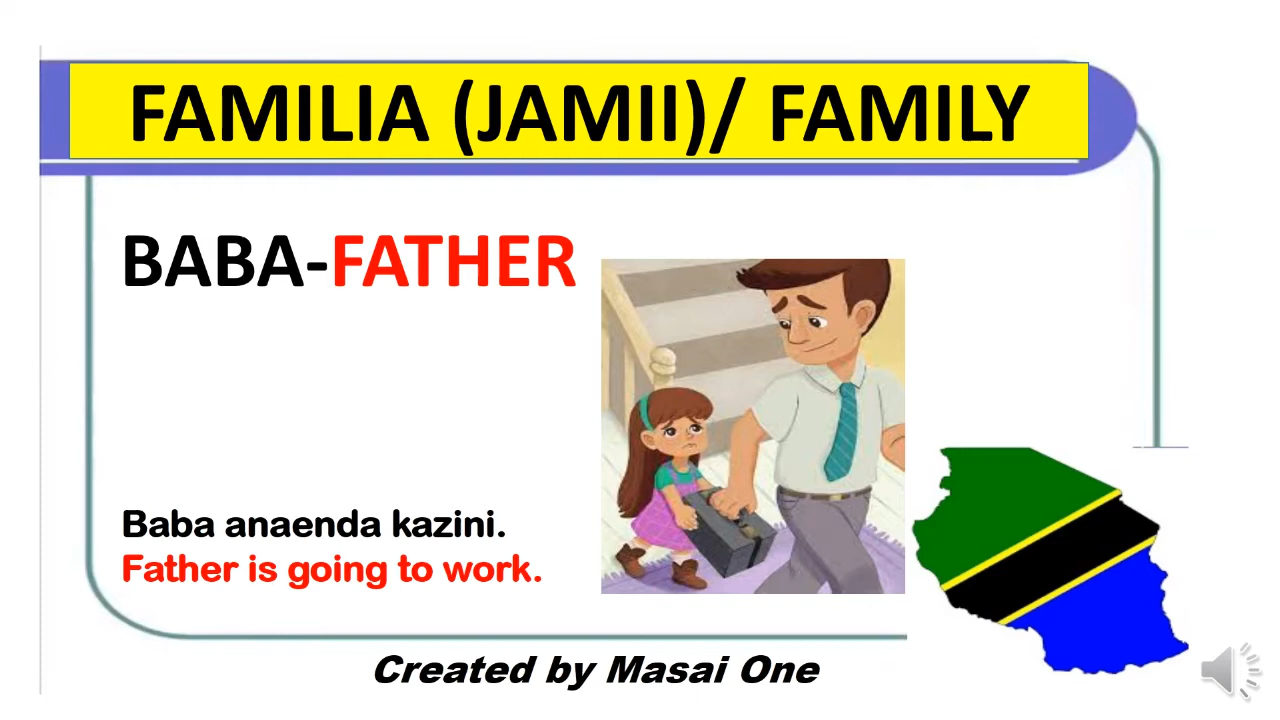 FAMILIA (JAMII)/ FAMILY
BABA-FATHER
Baba anaenda kazini.
Father is going to work.
Created by Masai One